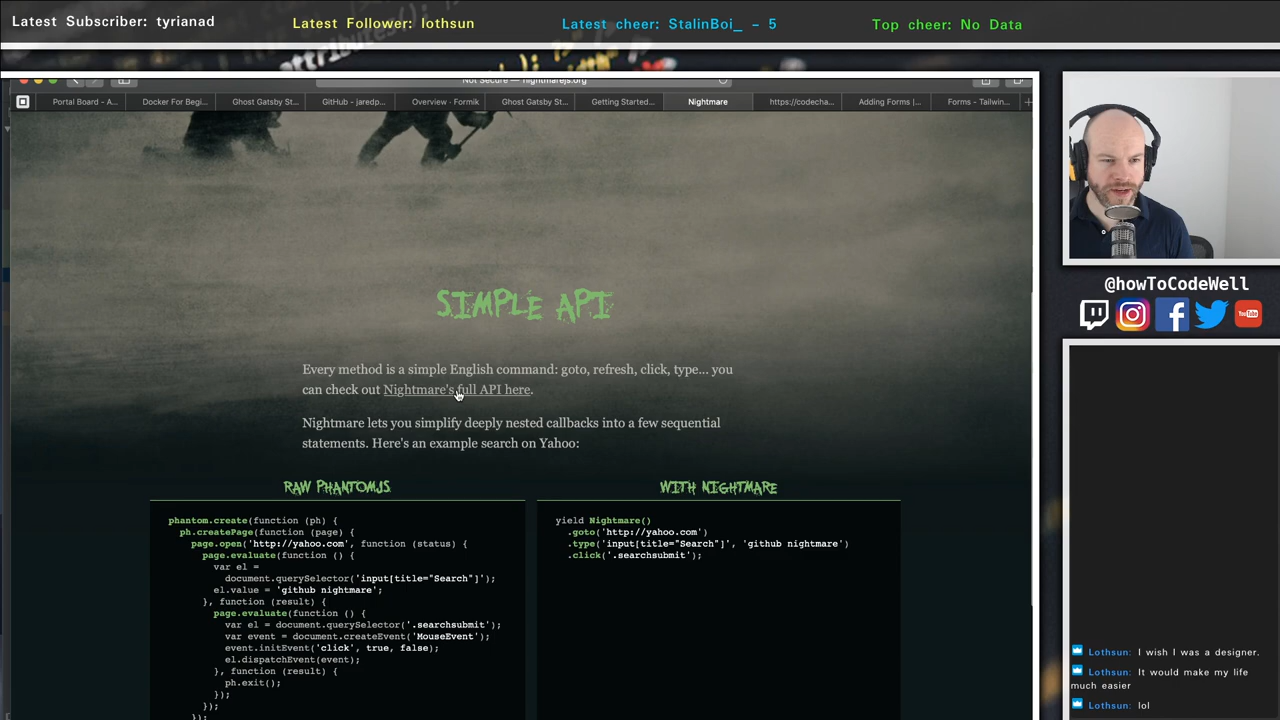 Latest Subscriber: tyrianad
Latest Follower: lothsun
Latest cheer: StalinBoi_ - 5
Top cheer: No Data
attributes();
Not Secure — nightmarejs.org
Portal Board - A...
Docker For Begi...
Ghost Gatsby St...
GitHub - jaredp...
Overview · Formik
Ghost Gatsby St...
Getting Started...
Nightmare
https://codecha...
Adding Forms |...
Forms - Tailwin...
SIMPLE API
Every method is a simple English command: goto, refresh, click, type... you
can check out Nightmare's full API here.
Nightmare lets you simplify deeply nested callbacks into a few sequential
statements. Here's an example search on Yahoo:
RAW PHANTOMJS
phantom.create(function (ph) {
ph.createPage(function (page) {
page.open('http://yahoo.com', function (status) {
page.evaluate(function () {
var el =
document.querySelector('input[title="Search"]');
el.value = 'github nightmare';
}, function (result) {
page.evaluate(function () {
var el = document.querySelector('.searchsubmit');
var event = document.createEvent('MouseEvent');
event.initEvent('click', true, false);
el.dispatchEvent(event);
}, function (result) {
ph.exit();
});
});
});
WITH NIGHTMARE
yield Nightmare()
.goto('http://yahoo.com')
.type('input[title="Search"]', 'github nightmare')
.click('.searchsubmit');
@howToCodeWell
You Tube
Lothsun: I wish I was a designer.
Lothsun: It would make my life
much easier
Lothsun: lol